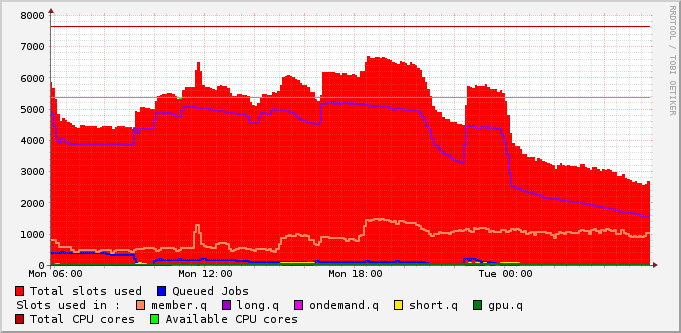 8000
7000
6000
5000
4000
3000
2000
1000
0
Mon 06:00 Mon 12:00 Mon 18:00 Tue 00:00
Total slots used Queued Jobs
Slots used in : member.q long.q ondemand.q short.q gpu.q
Total CPU cores Available CPU cores
RRDTOOL / TOBI OETIKER